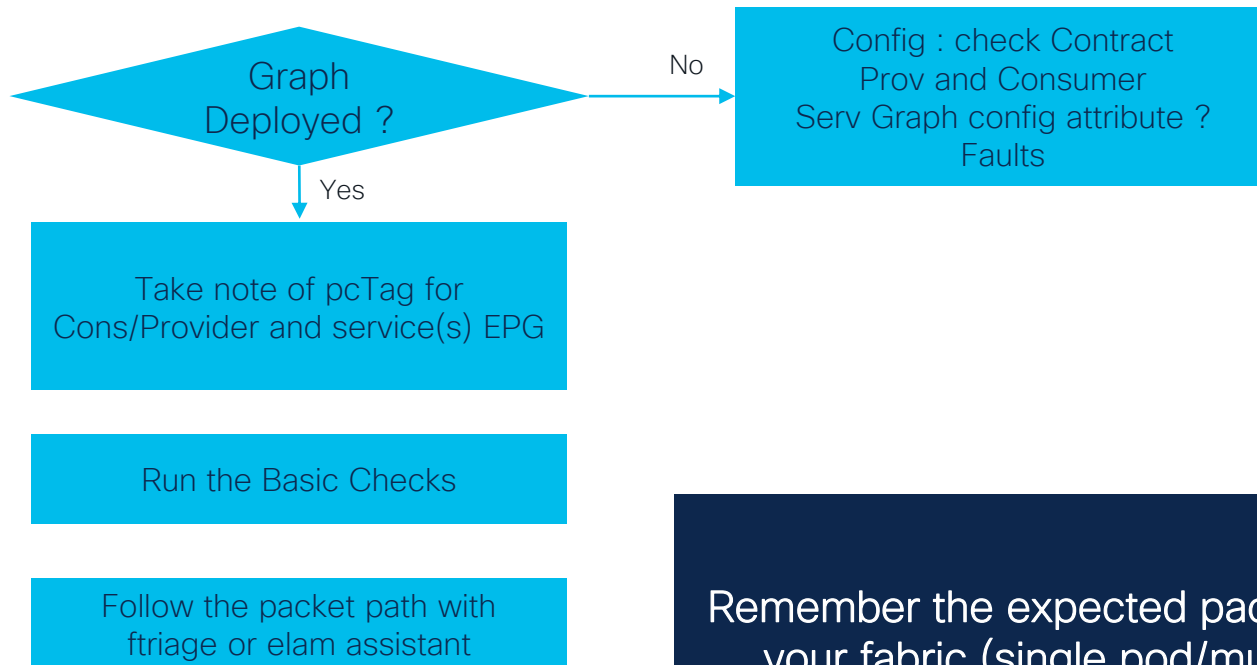 Graph
Deployed ?
No
Config : check Contract
Prov and Consumer
Serv Graph config attribute ?
Faults
Yes
Take note of pcTag for
Cons/Provider and service(s) EPG
Run the Basic Checks
Follow the packet path with
ftriage or elam assistant
Remember the expected
your fabric (single